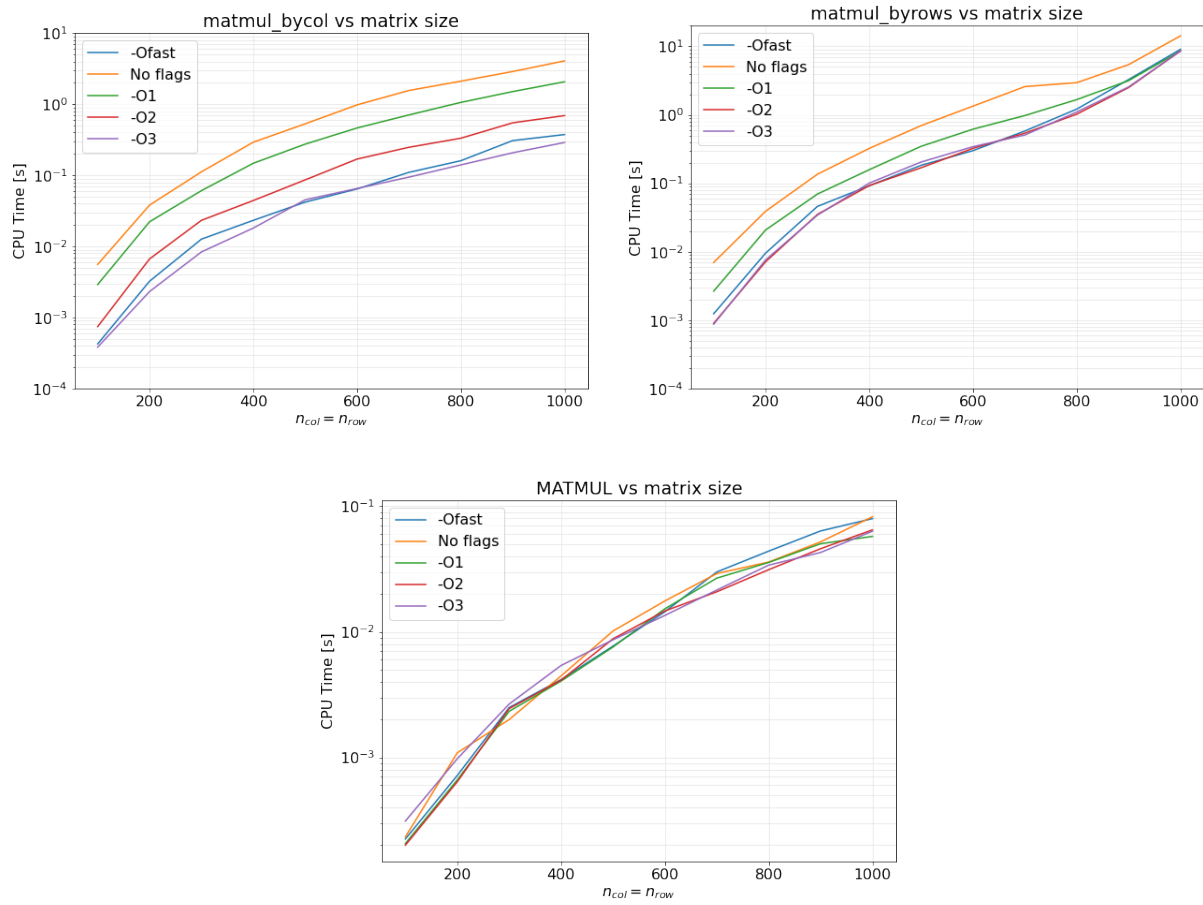 matmul_bycol vs matrix size
10^1
10^0
10^-1
10^-2
10^-3
10^-4
CPU Time [s]
-Ofast
No flags
-O1
-O2
-O3
200 400 600 800 1000
n_col = n_row
matmul_byrows vs matrix size
10^1
10^0
10^-1
10^-2
10^-3
10^-4
CPU Time [s]
-Ofast
No flags
-O1
-O2
-O3
200 400 600 800 1000
n_col = n_row
MATMUL vs matrix size
10^-1
10^-2
10^-3
CPU Time [s]
-Ofast
No flags
-O1
-O2
-O3
200 400 600 800 1000
n_col = n_row